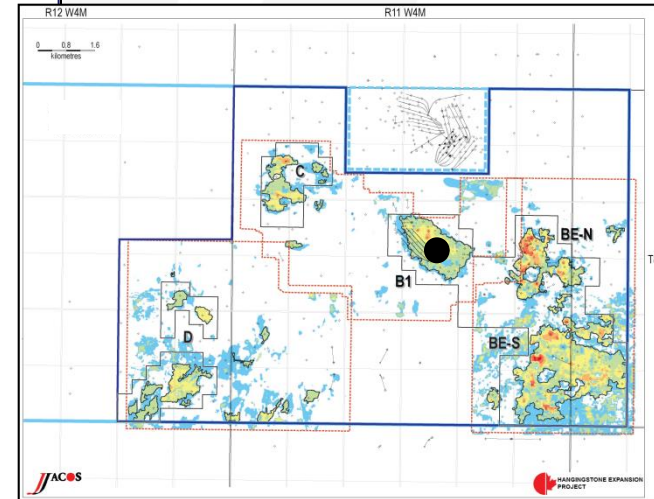 R12 W4M
R11 W4M
0 0.8 1.6
kilometres
C
BE-N
B1
BE-S
D
JACOS
HANGINGSTONE EXPANSION
PROJECT